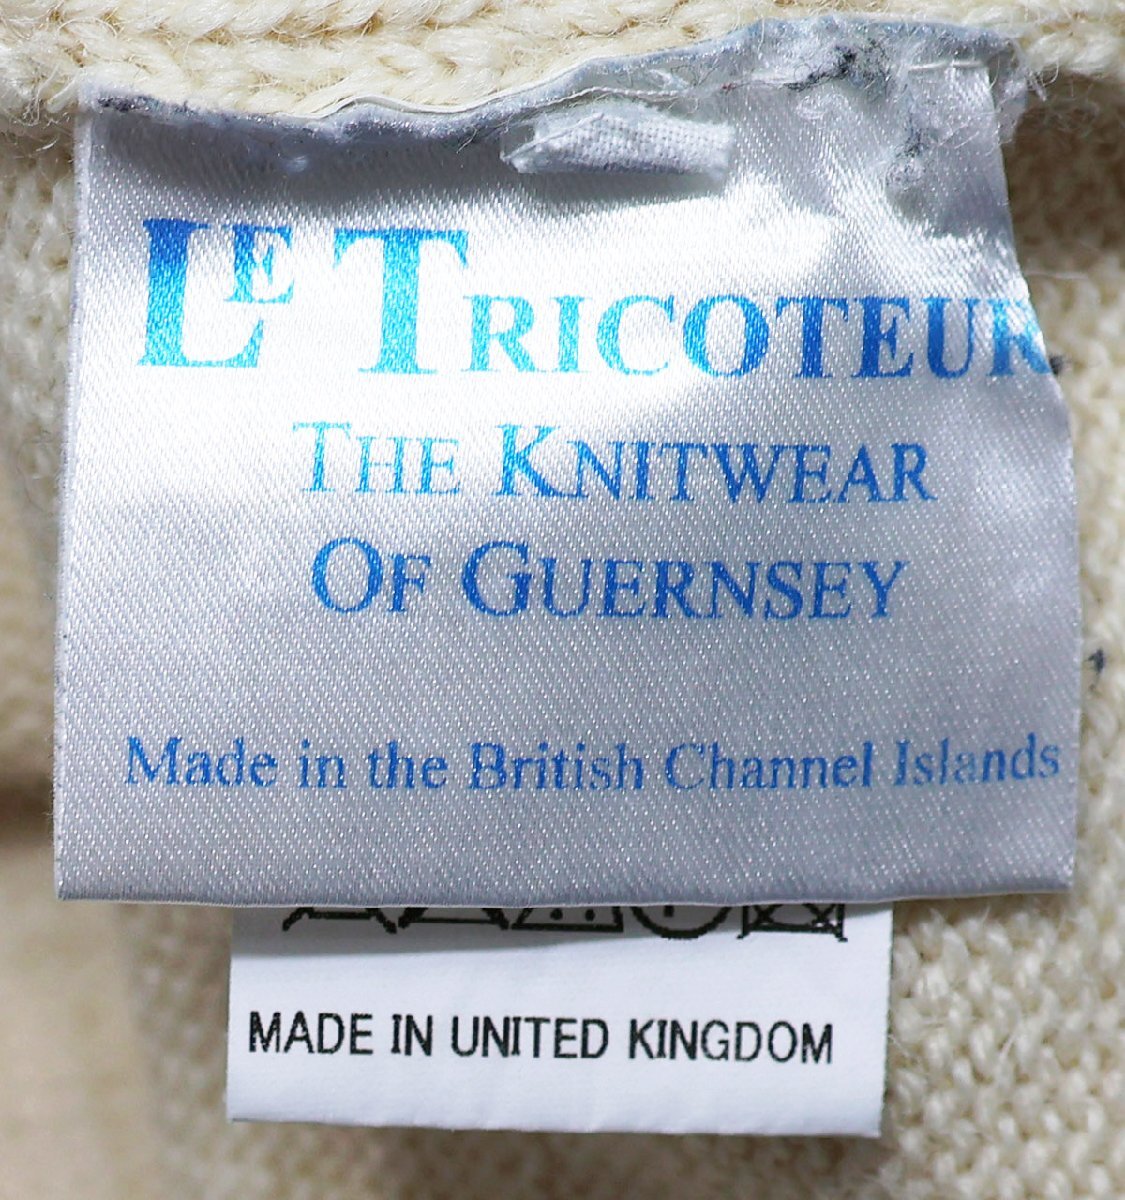 LE TRICOTEUR
THE KNITWEAR
OF GUERNSEY
Made in the British Channel Islands
MADE IN UNITED KINGDOM